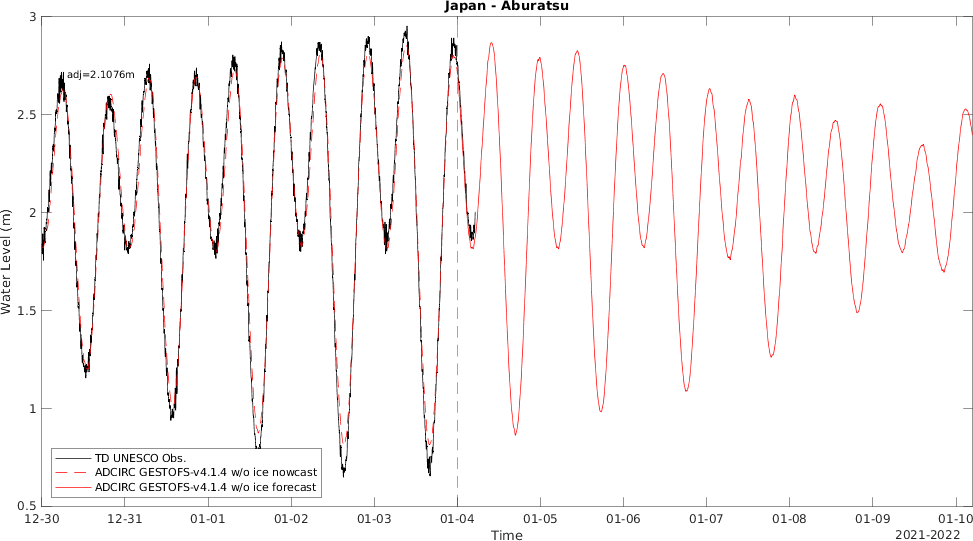 Japan - Aburatsu
3
adj=2.1076m
2.5
2
Water Level (m)
1.5
1
TD UNESCO Obs.
ADCIRC GESTOFS-v4.1.4 w/o ice nowcast
ADCIRC GESTOFS-v4.1.4 w/o ice forecast
0.5
12-30 12-31 01-01 01-02 01-03 01-04 01-05 01-06 01-07 01-08 01-09 01-10
Time
2021-2022